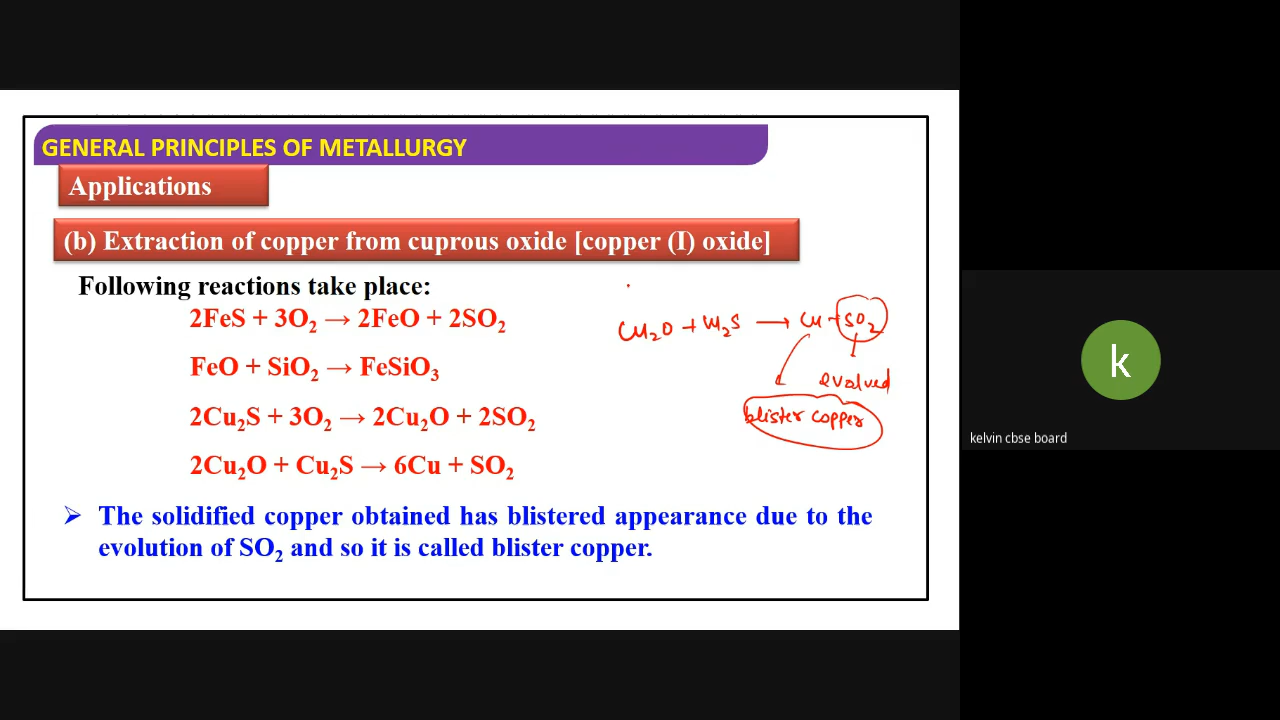 GENERAL PRINCIPLES OF METALLURGY
Applications
(b) Extraction of copper from cuprous oxide [copper (I) oxide]
Following reactions take place:
2FeS + 3O₂ → 2FeO + 2SO₂
FeO + SiO₂ → FeSiO₃
2Cu₂S + 3O₂ → 2Cu₂O + 2SO₂
2Cu₂O + Cu₂S → 6Cu + SO₂
Cu₂O + Cu₂S → Cu + SO₂
evolved
blister copper
➤ The solidified copper obtained has blistered appearance due to the
evolution of SO₂ and so it is called blister copper.
k
kelvin cbse board